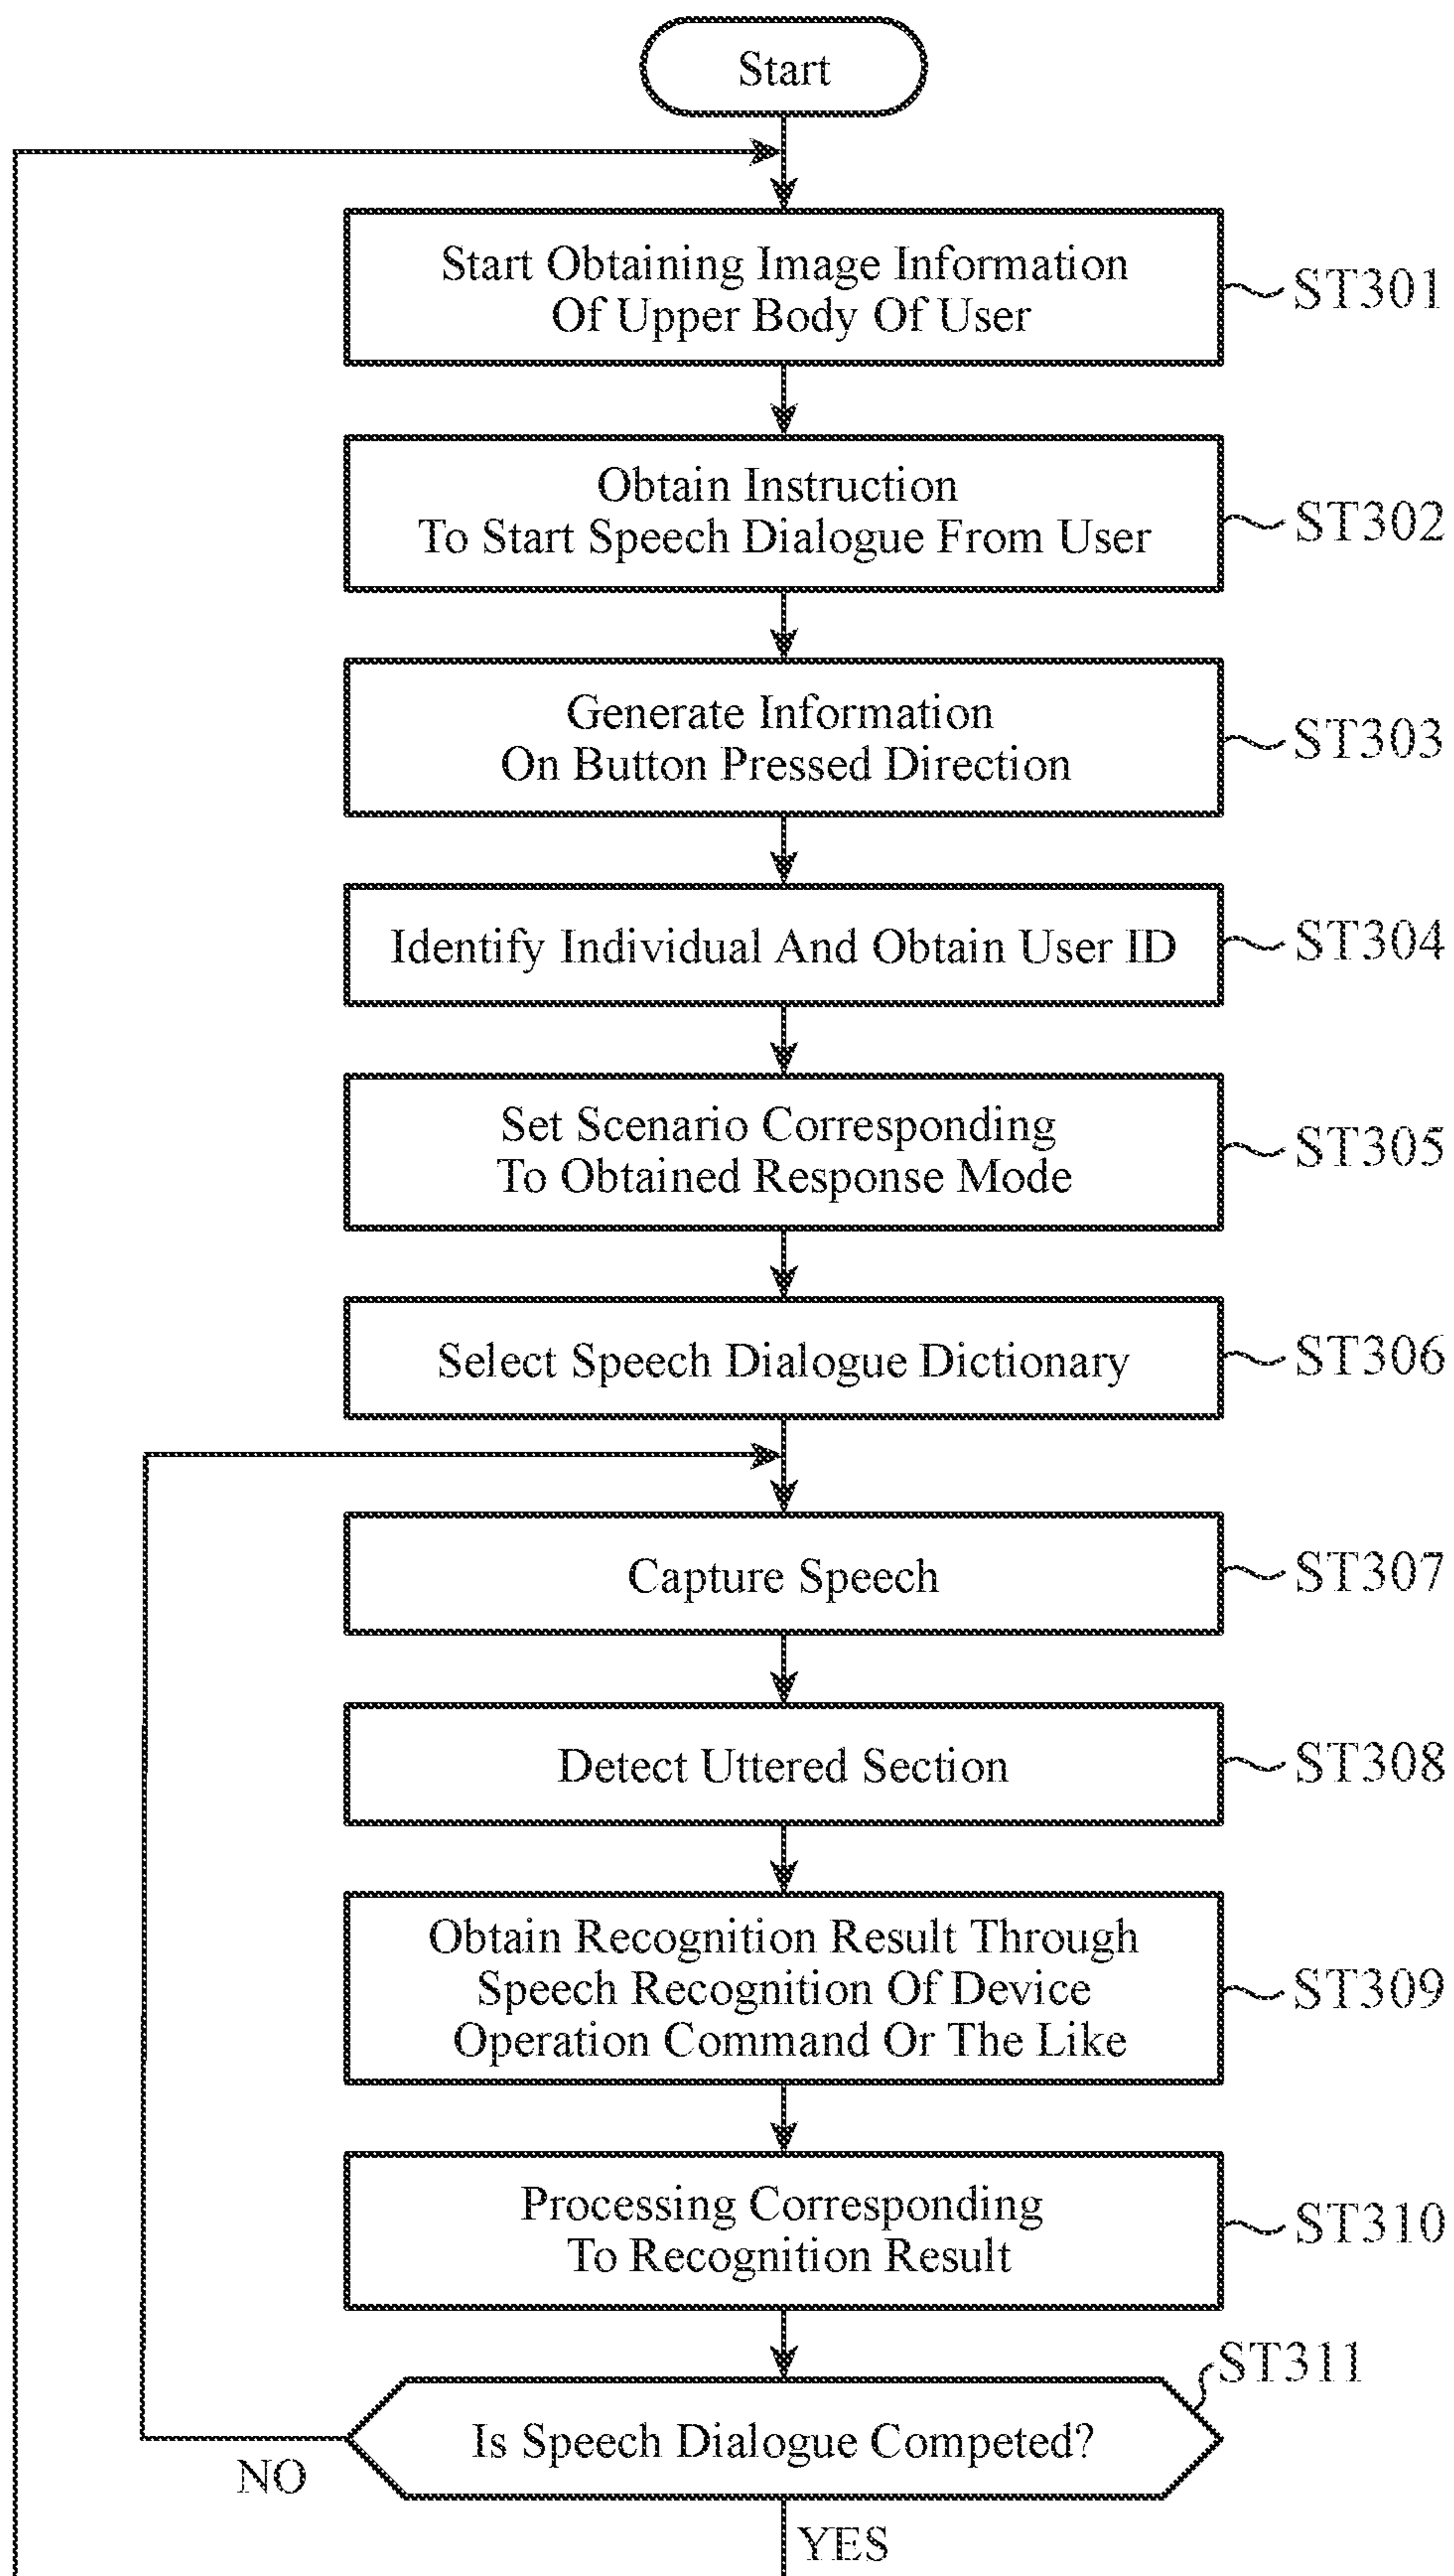 Start
Start Obtaining Image Information
Of Upper Body Of User
ST301
Obtain Instruction
To Start Speech Dialogue From User
ST302
Generate Information
On Button Pressed Direction
ST303
Identify Individual And Obtain User ID
ST304
Set Scenario Corresponding
To Obtained Response Mode
ST305
Select Speech Dialogue Dictionary
ST306
Capture Speech
ST307
Detect Uttered Section
ST308
Obtain Recognition Result Through
Speech Recognition Of Device
Operation Command Or The Like
ST309
Processing Corresponding
To Recognition Result
ST310
ST311
Is Speech Dialogue Competed?
NO
YES